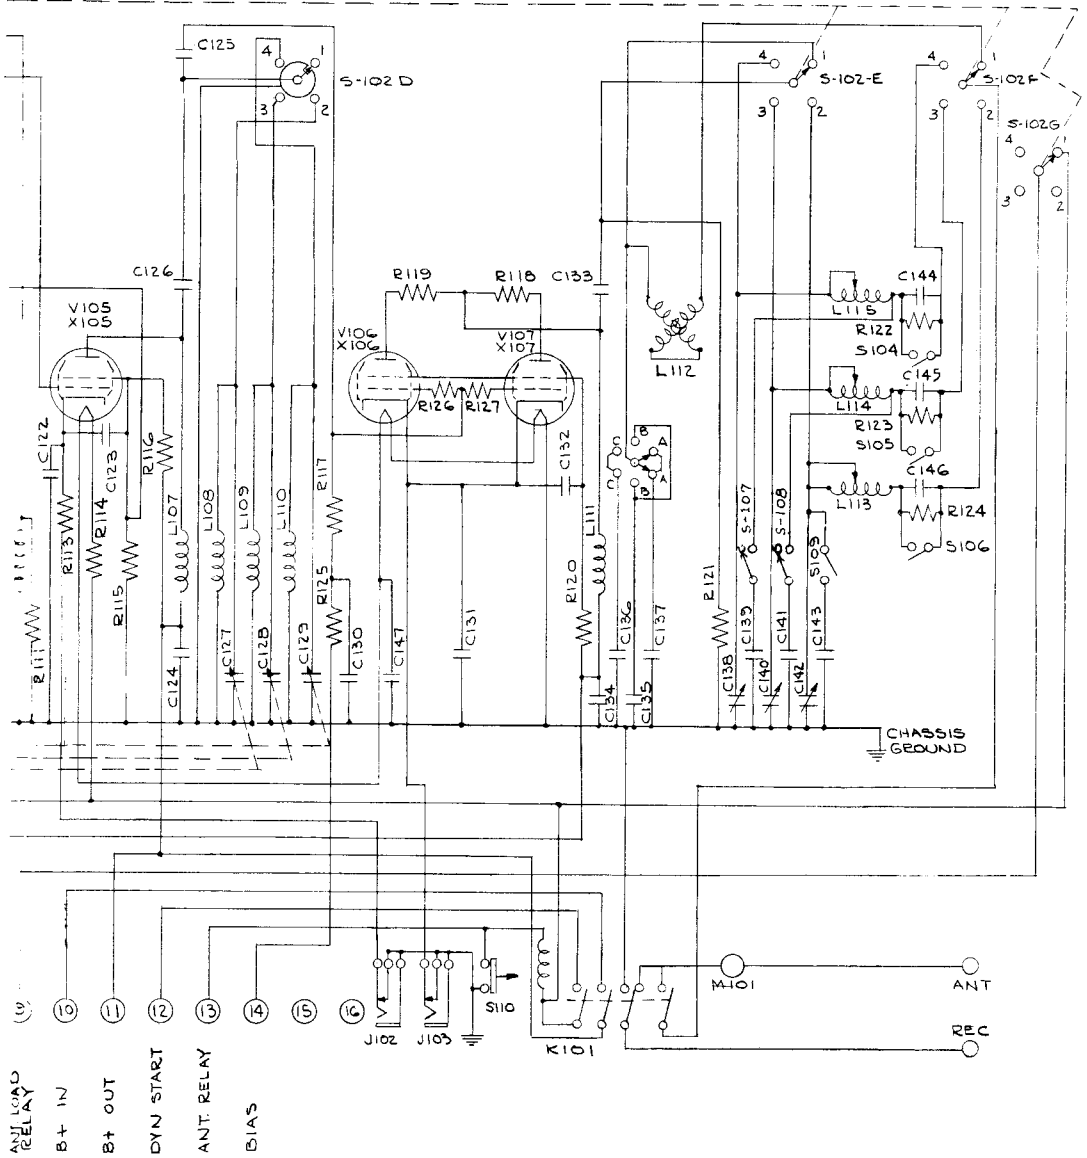 C125
4
1
S-102D
3
2
4
1
S-102-E
3
2
4
1
S-102F
3
2
S-102G
4
3
2
C126
R119
R118
C133
V105
X105
V106
X106
V107
X107
L112
C144
L115
R122
S104
C145
L114
R123
S105
C146
L113
R124
S106
R126
R127
C132
C122
C123
R116
R117
R113
R114
R115
L107
L108
L109
L110
R125
L111
R120
B
A
C
A
C
B
S-107
S-108
S109
R111
C124
C127
C128
C129
C130
C147
C131
C134
C136
C135
C137
R121
C138
C139
C140
C141
C142
C143
CHASSIS
GROUND
10
11
12
13
14
15
16
J102
J103
S110
K101
M101
ANT
REC
ANT LOAD
RELAY
B+ IN
B+ OUT
DYN START
ANT. RELAY
BIAS